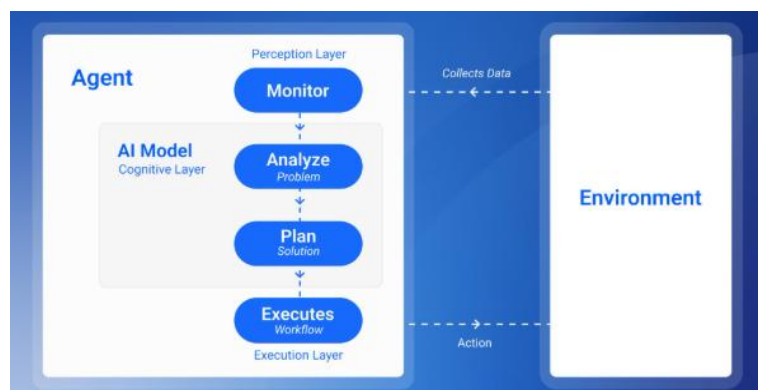 Perception Layer
Agent
Monitor
Collects Data
AI Model
Cognitive Layer
Analyze
Problem
Plan
Solution
Environment
Executes
Workflow
Execution Layer
Action